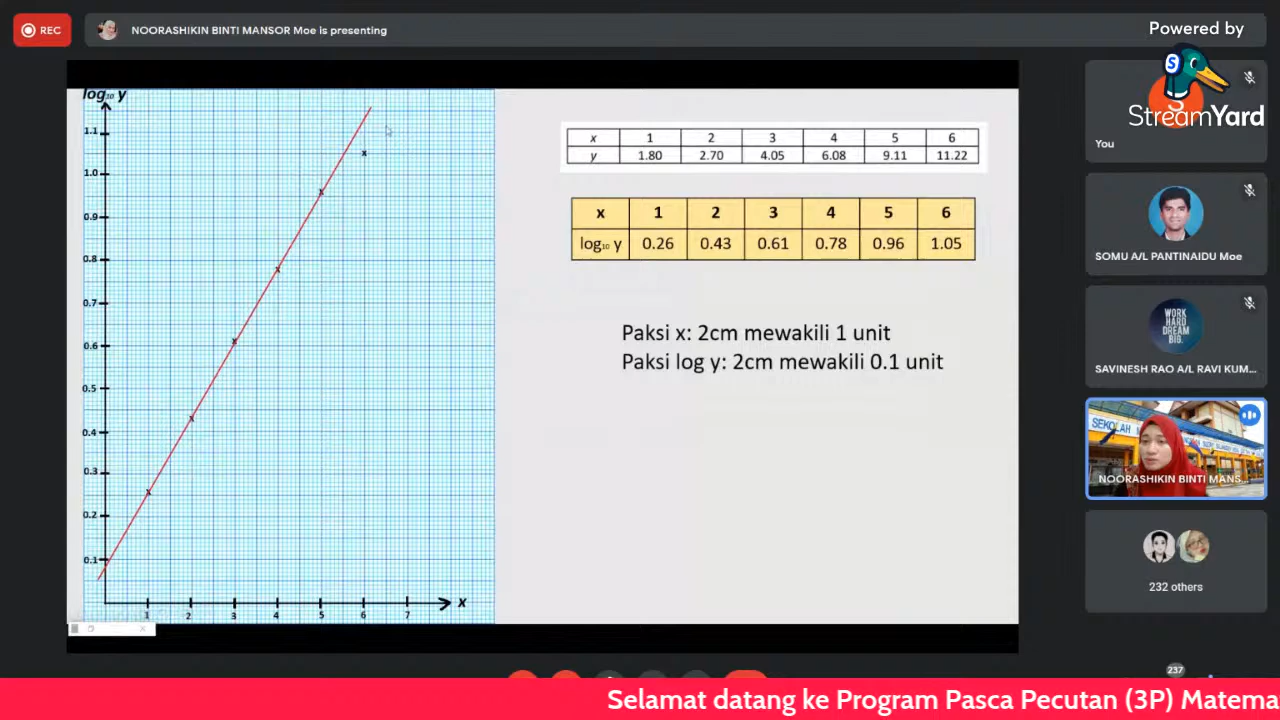 REC
NOORASHIKIN BINTI MANSOR Moe is presenting
Powered by
S
StreamYard
You
SOMU A/L PANTINAIDU Moe
WORK
HARD
DREAM
BIG.
SAVINESH RAO A/L RAVI KUM...
SEKOLAH
NOORASHIKIN BINTI MANS...
232 others
237
log₁₀ y
1.1
1.0
0.9
0.8
0.7
0.6
0.5
0.4
0.3
0.2
0.1
1 2 3 4 5 6 7
x
x 1 2 3 4 5 6
y 1.80 2.70 4.05 6.08 9.11 11.22
x 1 2 3 4 5 6
log₁₀ y 0.26 0.43 0.61 0.78 0.96 1.05
Paksi x: 2cm mewakili 1 unit
Paksi log y: 2cm mewakili 0.1 unit
Selamat datang ke Program Pasca Pecutan (3P) Matema